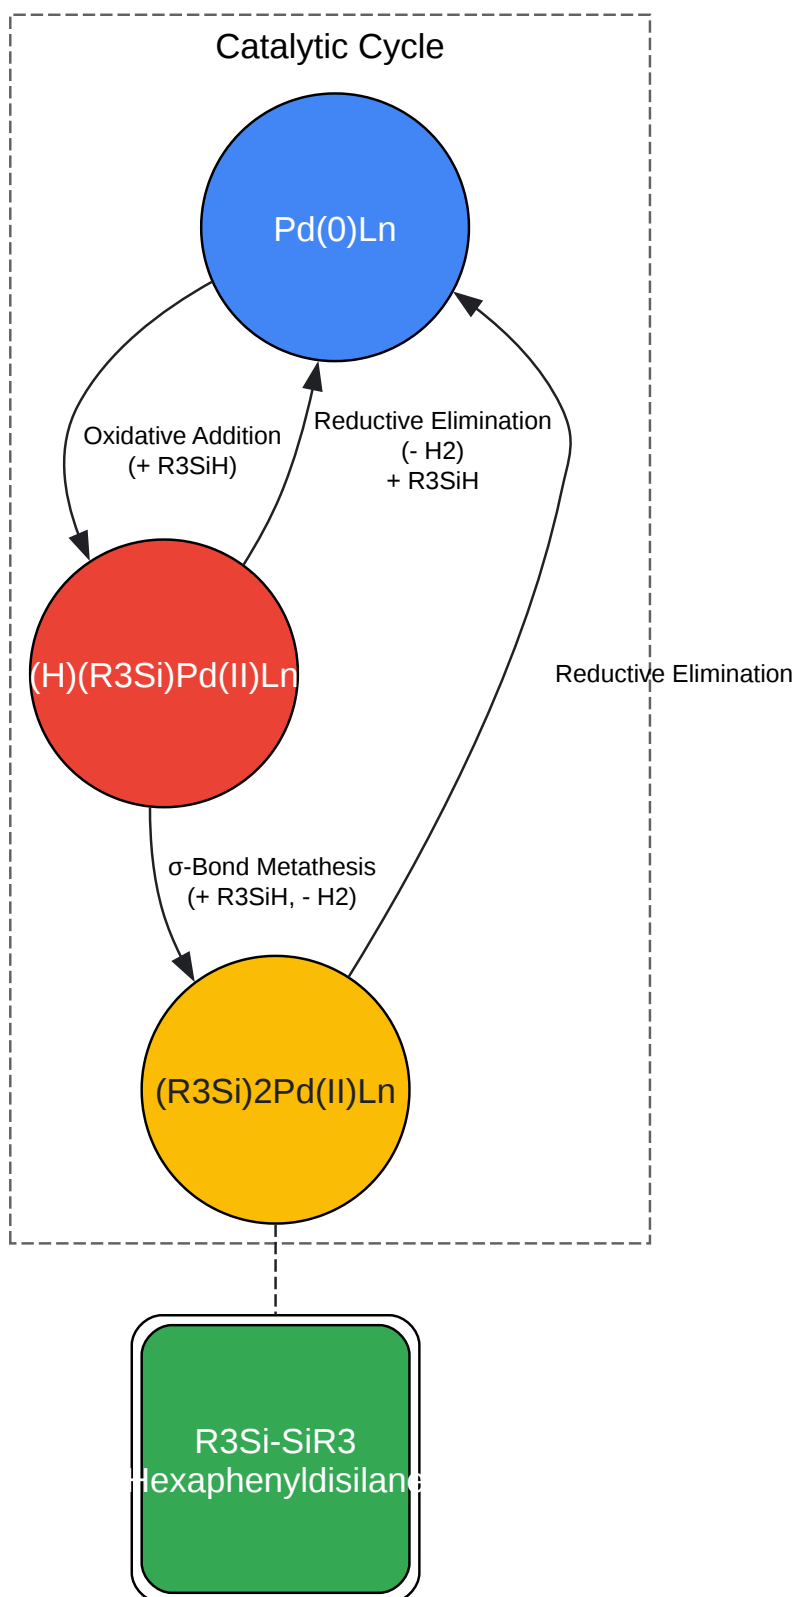 Catalytic Cycle
Pd(0)Ln
Oxidative Addition
(+ R3SiH)
Reductive Elimination
(- H2)
+ R3SiH
(H)(R3Si)Pd(II)Ln
Reductive Elimination
σ-Bond Metathesis
(+ R3SiH, - H2)
(R3Si)2Pd(II)Ln
R3Si-SiR3
Hexaphenyldisilane